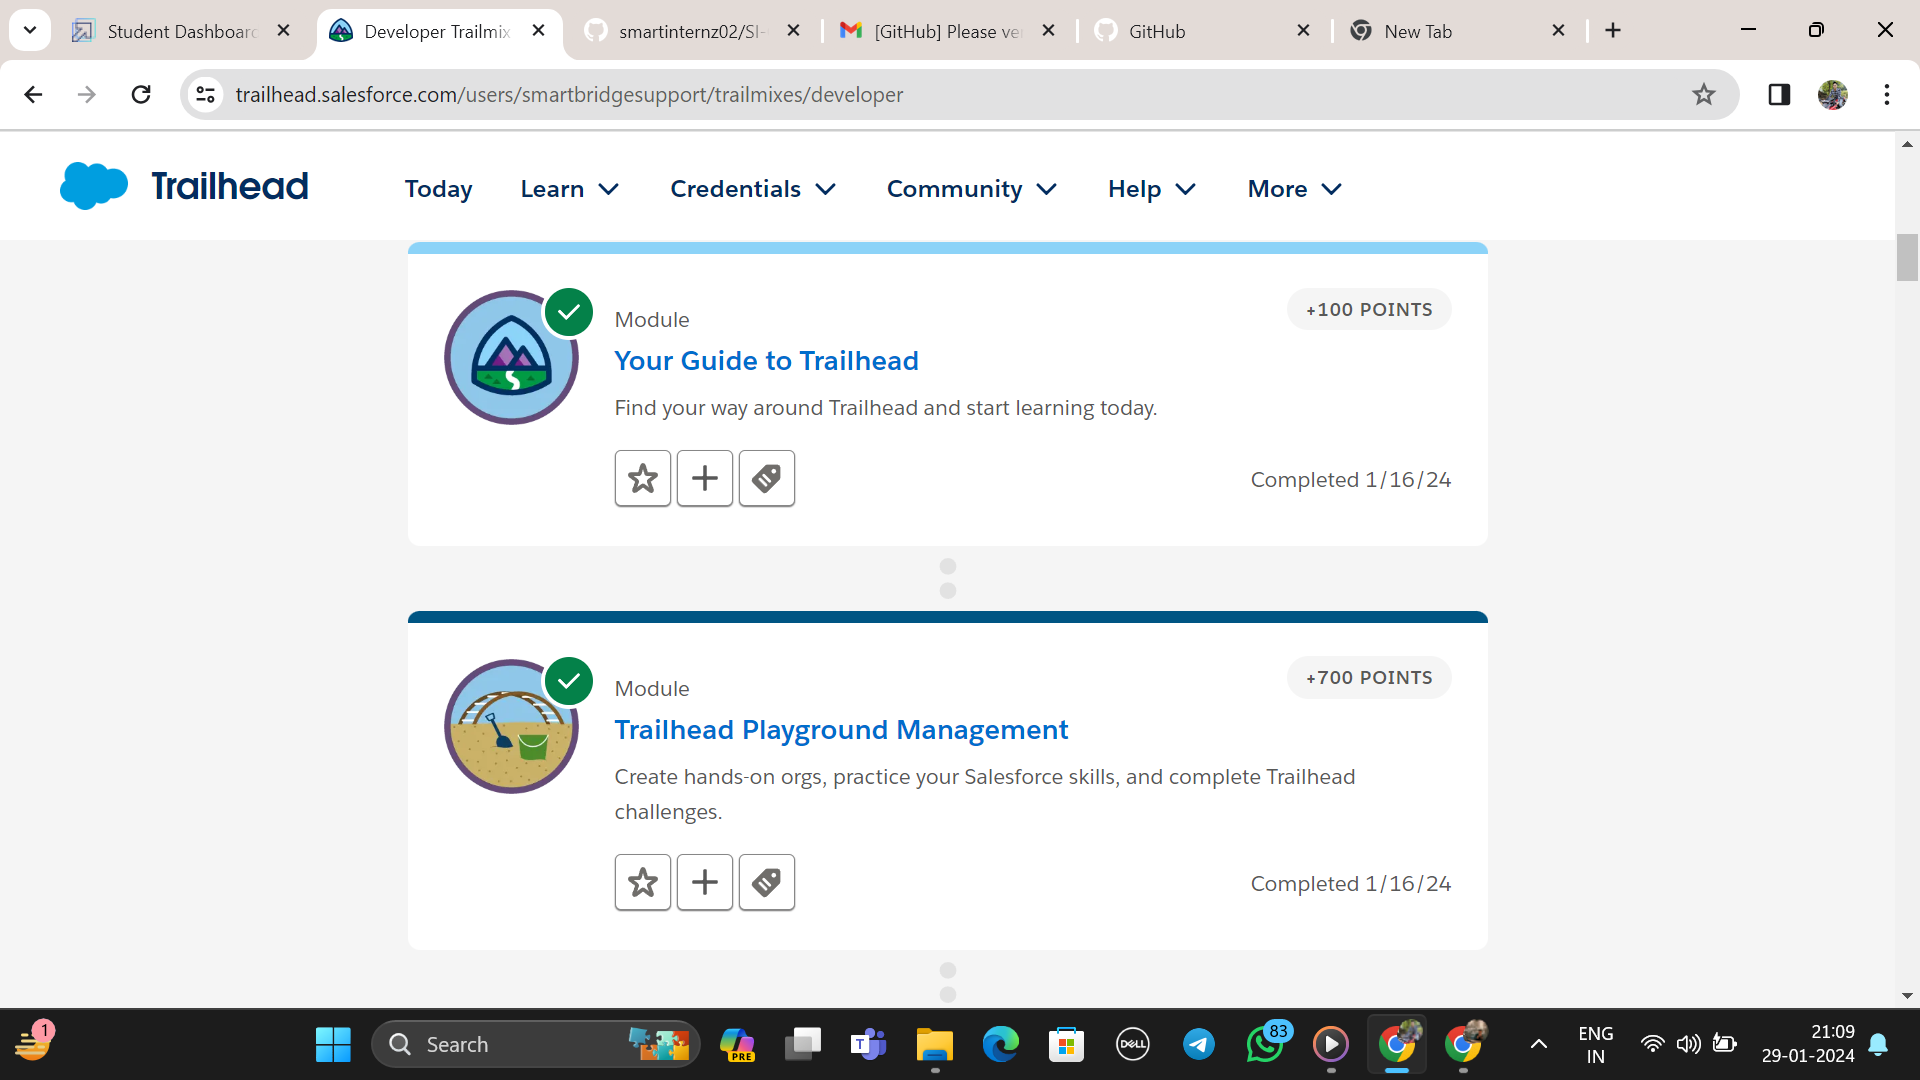 Student Dashboard
Developer Trailmix
smartinternz02/SI-
[GitHub] Please ve
GitHub
New Tab
trailhead.salesforce.com/users/smartbridgesupport/trailmixes/developer
Trailhead
Today
Learn
Credentials
Community
Help
More
+100 POINTS
Module
Your Guide to Trailhead
Find your way around Trailhead and start learning today.
Completed 1/16/24
+700 POINTS
Module
Trailhead Playground Management
Create hands-on orgs, practice your Salesforce skills, and complete Trailhead
challenges.
Completed 1/16/24
1
Search
PRE
T
DELL
83
ENG
IN
21:09
29-01-2024